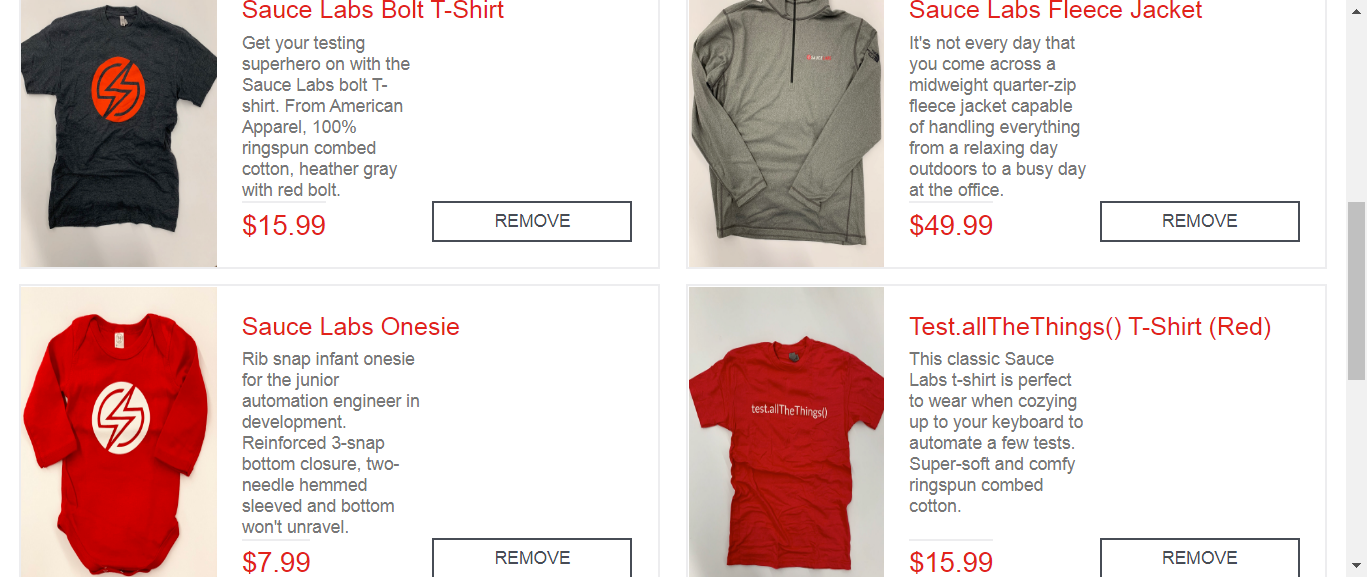 Sauce Labs Bolt T-Shirt
Get your testing
superhero on with the
Sauce Labs bolt T-
shirt. From American
Apparel, 100%
ringspun combed
cotton, heather gray
with red bolt.
$15.99
REMOVE
Sauce Labs Fleece Jacket
It's not every day that
you come across a
midweight quarter-zip
fleece jacket capable
of handling everything
from a relaxing day
outdoors to a busy day
at the office.
$49.99
REMOVE
Sauce Labs Onesie
Rib snap infant onesie
for the junior
automation engineer in
development.
Reinforced 3-snap
bottom closure, two-
needle hemmed
sleeved and bottom
won't unravel.
$7.99
REMOVE
test.allTheThings()
Test.allTheThings() T-Shirt (Red)
This classic Sauce
Labs t-shirt is perfect
to wear when cozying
up to your keyboard to
automate a few tests.
Super-soft and comfy
ringspun combed
cotton.
$15.99
REMOVE